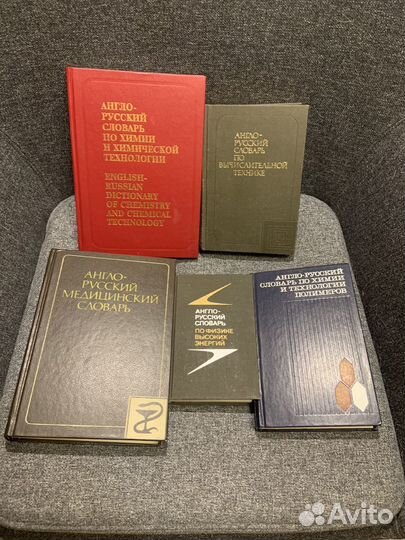 АНГЛО-
РУССКИЙ
СЛОВАРЬ
ПО ХИМИИ
И ХИМИЧЕСКОЙ
ТЕХНОЛОГИИ
ENGLISH-
RUSSIAN
DICTIONARY
OF CHEMISTRY
AND CHEMICAL
TECHNOLOGY
АНГЛО-
РУССКИЙ
СЛОВАРЬ
ПО
ВЫЧИСЛИТЕЛЬНОЙ
ТЕХНИКЕ
АНГЛО-
РУССКИЙ
МЕДИЦИНСКИЙ
СЛОВАРЬ
АНГЛО-
РУССКИЙ
СЛОВАРЬ
ПО ФИЗИКЕ
ВЫСОКИХ
ЭНЕРГИЙ
АНГЛО-РУССКИЙ
СЛОВАРЬ ПО ХИМИИ
И ТЕХНОЛОГИИ
ПОЛИМЕРОВ
Avito